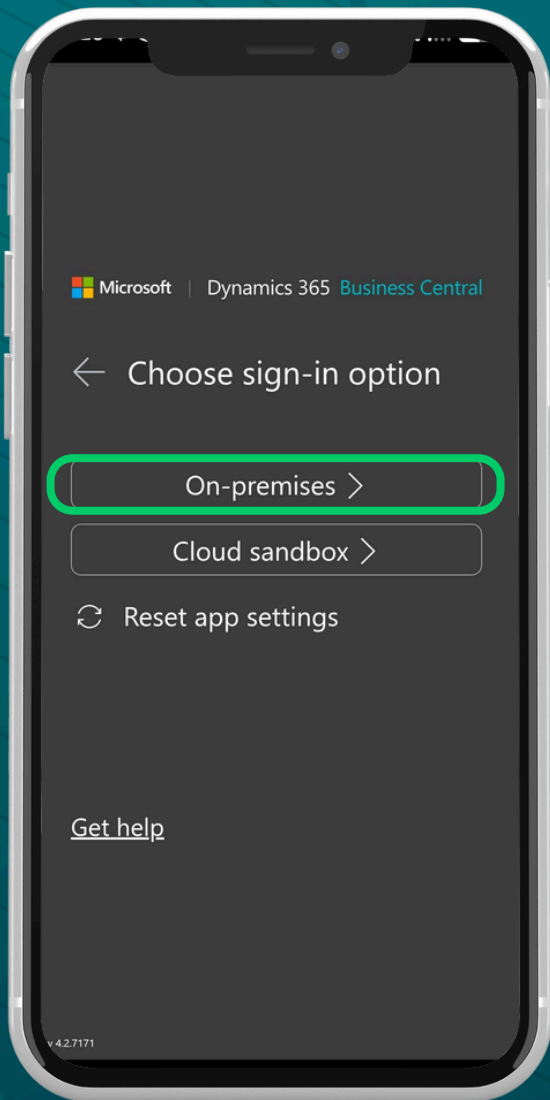 Microsoft | Dynamics 365 Business Central
Choose sign-in option
On-premises
Cloud sandbox
Reset app settings
Get help
v 4.2.7171